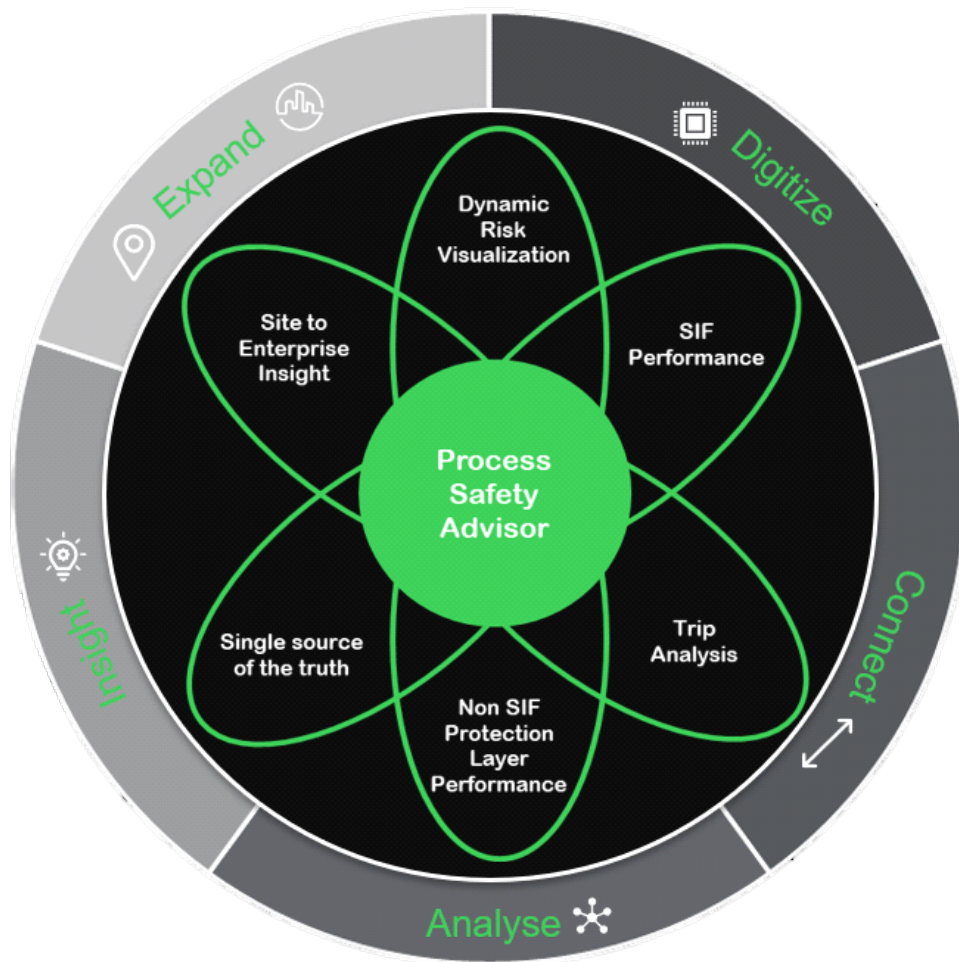 Expand
Digitize
Dynamic
Risk
Visualization
Site to
Enterprise
Insight
SIF
Performance
Process
Safety
Advisor
Insight
Connect
Single source
of the truth
Trip
Analysis
Non SIF
Protection
Layer
Performance
Analyse